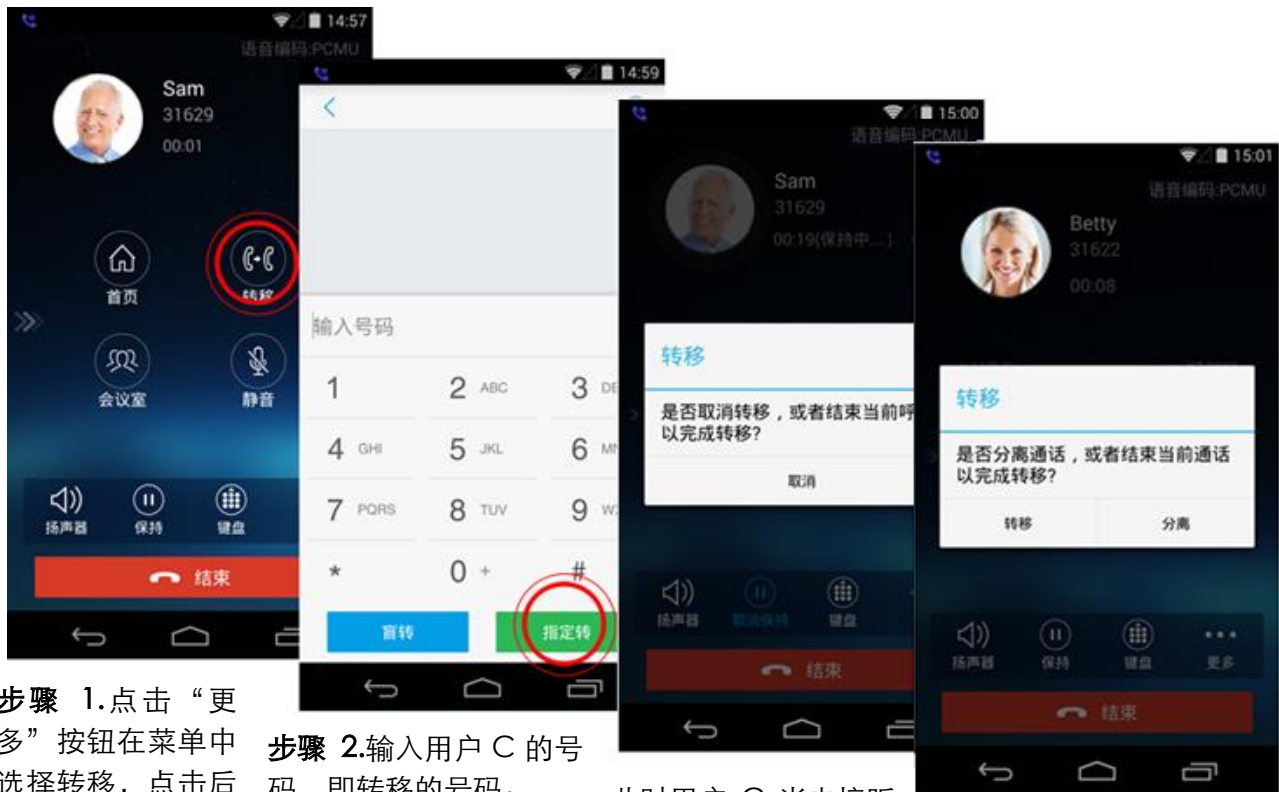 14:57
语音编码:PCMU
Sam
31629
00:01
首页
转移
会议室
静音
扬声器
保持
键盘
结束
14:59
输入号码
1
2 ABC
3
4 GHI
5 JKL
6
7 PQRS
8 TUV
9
*
0 +
#
盲转
指定转
15:00
语音编码:PCMU
Sam
31629
00:19(保持中....)
转移
是否取消转移，或者结束当前呼
以完成转移?
取消
扬声器
取消保持
键盘
结束
15:01
语音编码:PCMU
Betty
31622
00:08
转移
是否分离通话，或者结束当前通话
以完成转移?
转移
分离
扬声器
保持
键盘
更多
结束
步骤 1.点击“更
多”按钮在菜单中
选择转移，点击后
步骤 2.输入用户 C 的号
码，即转移的号码。